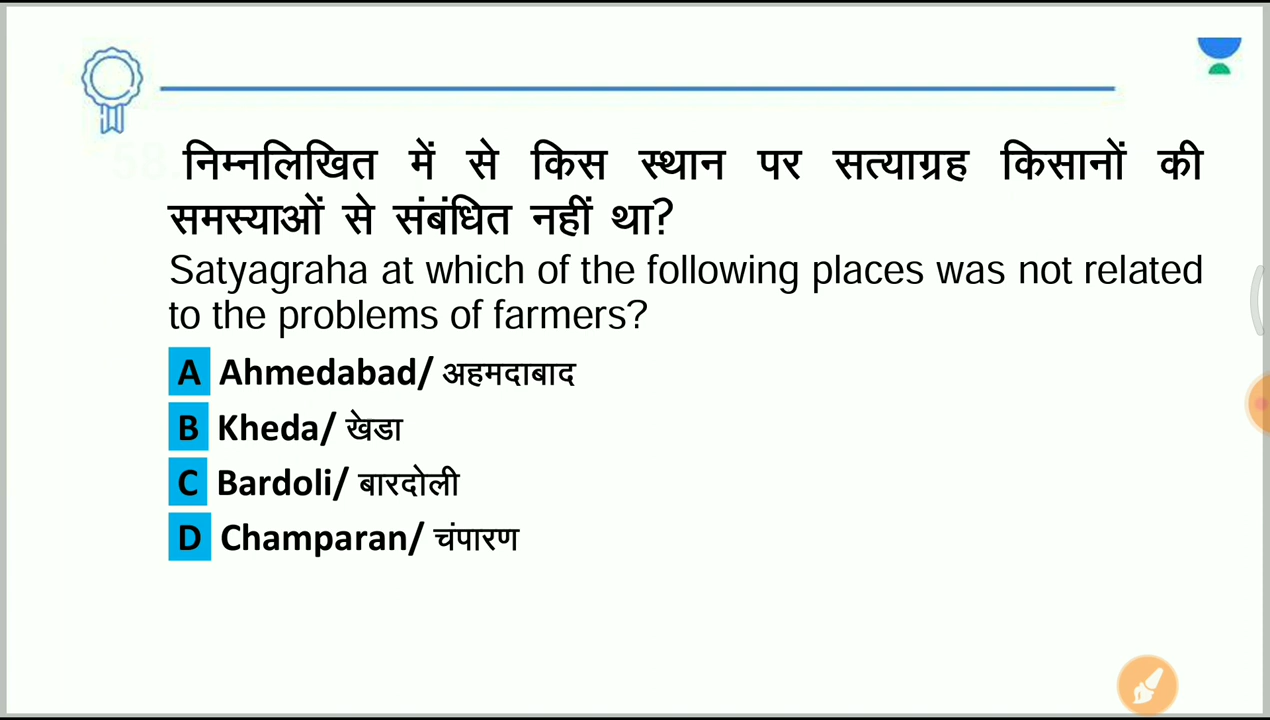 58. निम्नलिखित में से किस स्थान पर सत्याग्रह किसानों की
समस्याओं से संबंधित नहीं था?
Satyagraha at which of the following places was not related
to the problems of farmers?
A Ahmedabad/ अहमदाबाद
B Kheda/ खेडा
C Bardoli/ बारदोली
D Champaran/ चंपारण